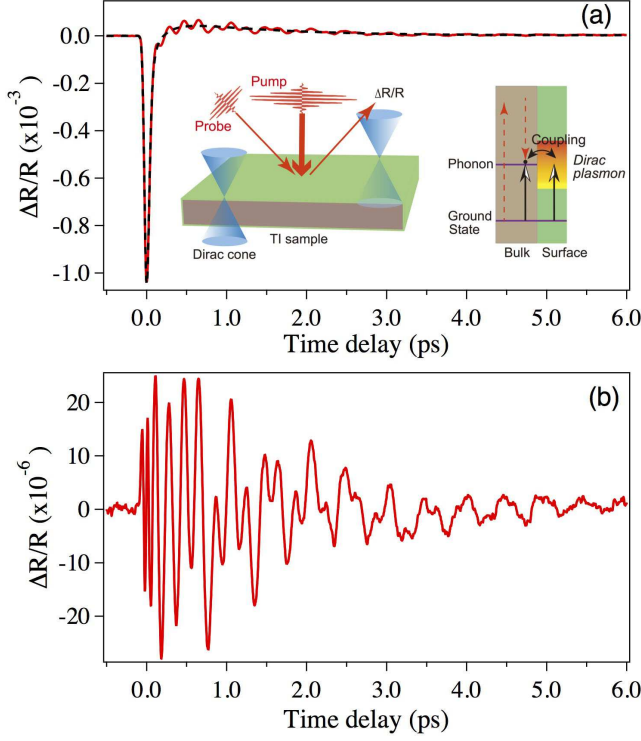 (a)
0.0
-0.2
-0.4
-0.6
-0.8
-1.0
ΔR/R (x10⁻³)
Pump
Probe
ΔR/R
Dirac cone
TI sample
Coupling
Phonon
Dirac
plasmon
Ground
State
Bulk
Surface
0.0 1.0 2.0 3.0 4.0 5.0 6.0
Time delay (ps)
(b)
20
10
0
-10
-20
ΔR/R (x10⁻⁶)
0.0 1.0 2.0 3.0 4.0 5.0 6.0
Time delay (ps)